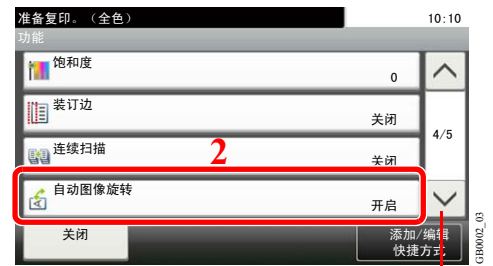 准备复印。（全色）
10:10
功能
饱和度
0
装订边
关闭
4/5
连续扫描
2
关闭
自动图像旋转
开启
关闭
添加/编辑
快捷方式
GB0002_03